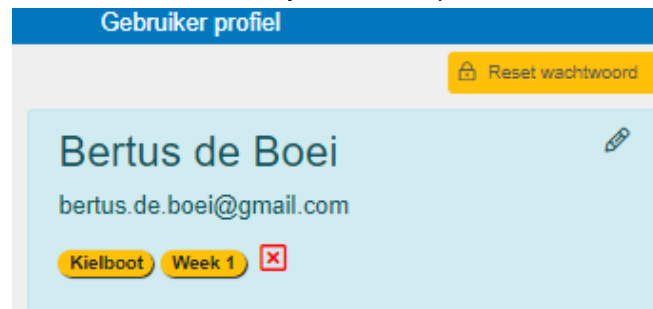 Gebruiker profiel
Reset wachtwoord
Bertus de Boei
bertus.de.boei@gmail.com
Kielboot Week 1